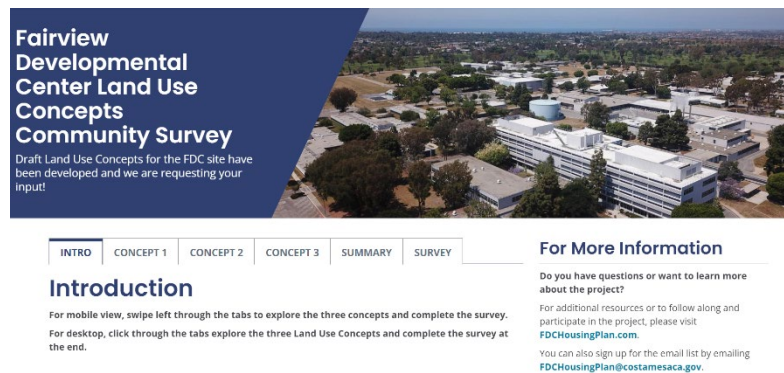 Fairview
Developmental
Center Land Use
Concepts
Community Survey
Draft Land Use Concepts for the FDC site have
been developed and we are requesting your
input!
INTRO
CONCEPT 1
CONCEPT 2
CONCEPT 3
SUMMARY
SURVEY
Introduction
For mobile view, swipe left through the tabs to explore the three concepts and complete the survey.
For desktop, click through the tabs explore the three Land Use Concepts and complete the survey at
the end.
For More Information
Do you have questions or want to learn more
about the project?
For additional resources or to follow along and
participate in the project, please visit
FDCHousingPlan.com.
You can also sign up for the email list by emailing
FDCHousingPlan@costamesaca.gov.